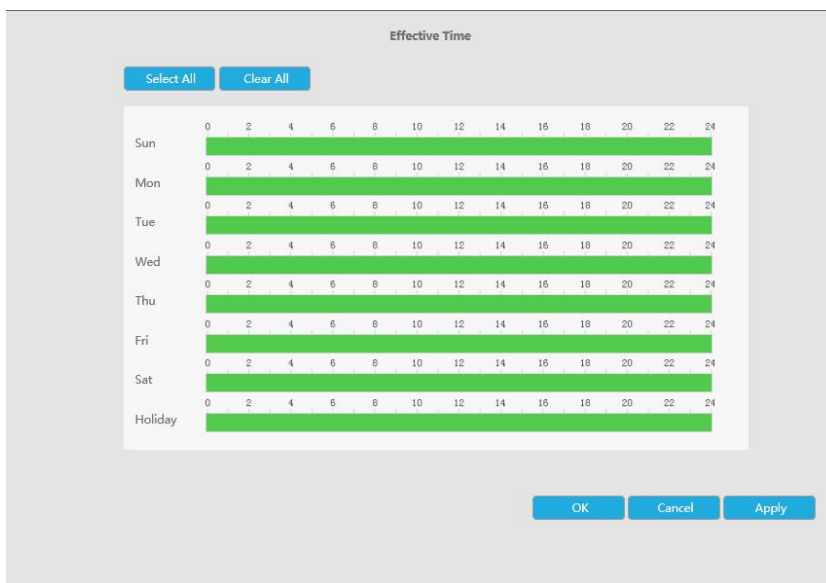 Effective Time
Select All Clear All
0 2 4 6 8 10 12 14 16 18 20 22 24
Sun
0 2 4 6 8 10 12 14 16 18 20 22 24
Mon
0 2 4 6 8 10 12 14 16 18 20 22 24
Tue
0 2 4 6 8 10 12 14 16 18 20 22 24
Wed
0 2 4 6 8 10 12 14 16 18 20 22 24
Thu
0 2 4 6 8 10 12 14 16 18 20 22 24
Fri
0 2 4 6 8 10 12 14 16 18 20 22 24
Sat
0 2 4 6 8 10 12 14 16 18 20 22 24
Holiday
OK Cancel Apply